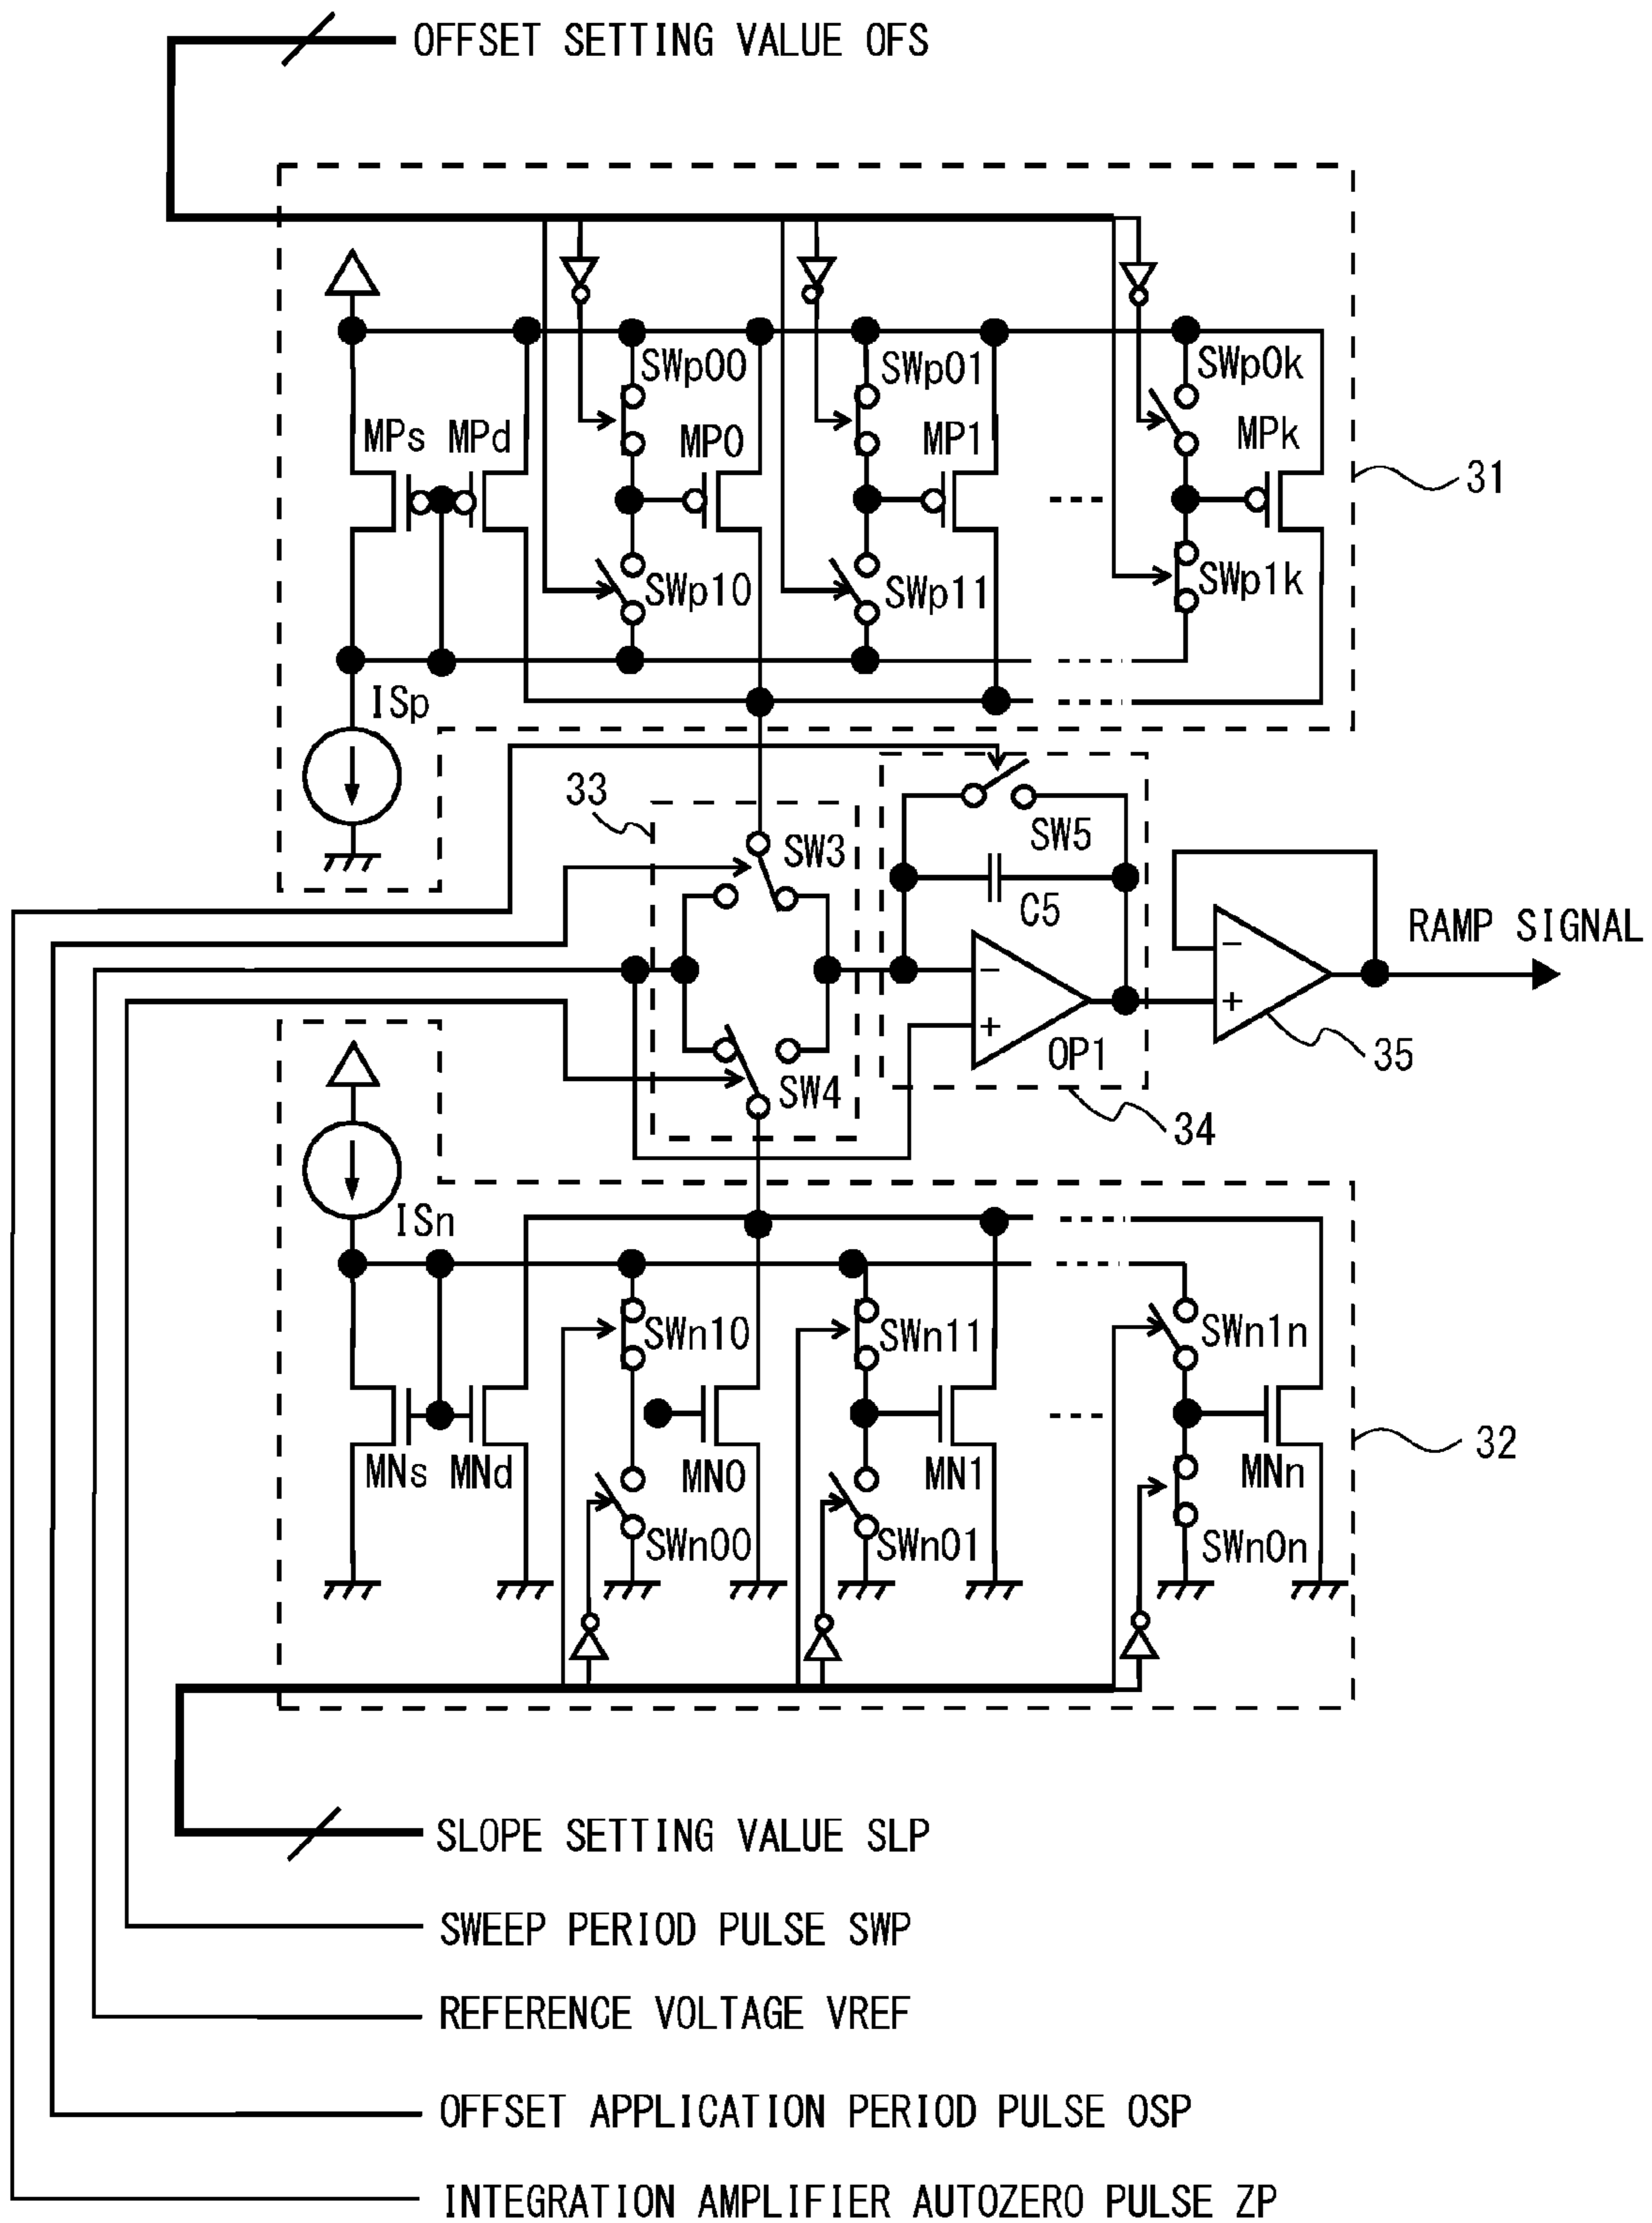 OFFSET SETTING VALUE OFS
SWp00
SWp01
SWp0k
MPs
MPd
MP0
MP1
MPk
31
SWp10
SWp11
SWp1k
ISp
33
SW3
SW5
C5
RAMP SIGNAL
−
+
−
+
OP1
35
SW4
34
ISn
SWn10
SWn11
SWn1n
32
MNs
MNd
MN0
MN1
MNn
SWn00
SWn01
SWn0n
SLOPE SETTING VALUE SLP
SWEEP PERIOD PULSE SWP
REFERENCE VOLTAGE VREF
OFFSET APPLICATION PERIOD PULSE OSP
INTEGRATION AMPLIFIER AUTOZERO PULSE ZP